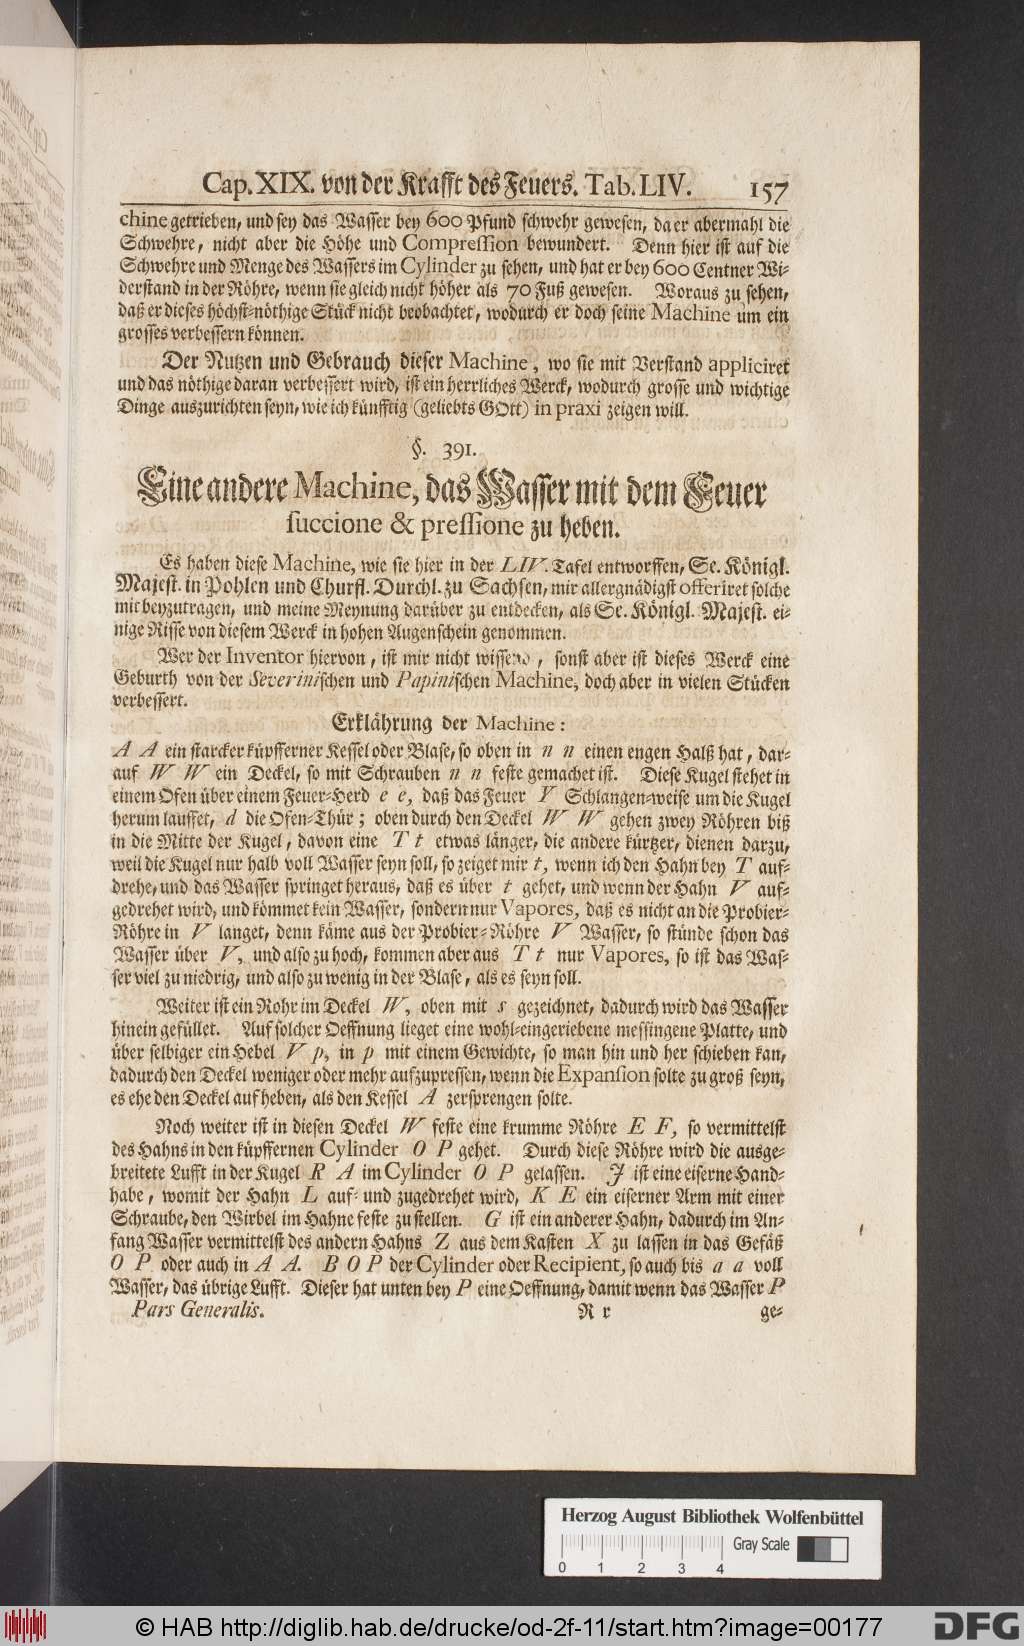 Cap. XIX. von der Krafft des Feuers. Tab. LIV. 157
chine getrieben, und sey das Wasser bey 600 Pfund schwehr gewesen, da er abermahl die
Schwehre, nicht aber die Höhe und Compression bewundert. Denn hier ist auf die
Schwehre und Menge des Wassers im Cylinder zu sehen, und hat er bey 600 Centner Wi-
derstand in der Röhre, wenn sie gleich nicht höher als 70 Fuß gewesen. Woraus zu sehen,
daß er dieses höchst-nöthige Stück nicht beobachtet, wodurch er doch seine Machine um ein
grosses verbessern können.
Der Nutzen und Gebrauch dieser Machine, wo sie mit Verstand appliciret
und das nöthige daran verbessert wird, ist ein herrliches Werck, wodurch grosse und wichtige
Dinge auszurichten seyn, wie ich künfftig (geliebts GOtt) in praxi zeigen will.
§. 391.
Eine andere Machine, das Wasser mit dem Feuer
succione & pressione zu heben.
Es haben diese Machine, wie sie hier in der LIV. Tafel entworffen, Se. Königl.
Majest. in Pohlen und Churfl. Durchl. zu Sachsen, mir allergnädigst offeriret solche
mit beyzutragen, und meine Meynung darüber zu entdecken, als Se. Königl. Majest. ei-
nige Risse von diesem Werck in hohen Augenschein genommen.
Wer der Inventor hiervon, ist mir nicht wissend, sonst aber ist dieses Werck eine
Geburth von der Severinischen und Papinischen Machine, doch aber in vielen Stücken
verbessert.
Erklährung der Machine:
A A ein starcker küpfferner Kessel oder Blase, so oben in n n einen engen Halß hat, dar-
auf W W ein Deckel, so mit Schrauben n n feste gemachet ist. Diese Kugel stehet in
einem Ofen über einem Feuer-Herd e e, daß das Feuer Y Schlangen-weise um die Kugel
herum lauffet, d die Ofen-Thür; oben durch den Deckel W W gehen zwey Röhren biß
in die Mitte der Kugel, davon eine T t etwas länger, die andere kürtzer, dienen darzu,
weil die Kugel nur halb voll Wasser seyn soll, so zeiget mir t, wenn ich den Hahn bey T auf-
drehe, und das Wasser springet heraus, daß es über t gehet, und wenn der Hahn V auf-
gedrehet wird, und kömmet kein Wasser, sondern nur Vapores, daß es nicht an die Probier-
Röhre in V langet, denn käme aus der Probier-Röhre V Wasser, so stünde schon das
Wasser über V, und also zu hoch, kommen aber aus T t nur Vapores, so ist das Was-
ser viel zu niedrig, und also zu wenig in der Blase, als es seyn soll.
Weiter ist ein Rohr im Deckel W, oben mit s gezeichnet, dadurch wird das Wasser
hinein gefüllet. Auf solcher Oeffnung lieget eine wohl-eingeriebene messingene Platte, und
über selbiger ein Hebel V p, in p mit einem Gewichte, so man hin und her schieben kan,
dadurch den Deckel weniger oder mehr aufzupressen, wenn die Expansion solte zu groß seyn,
es ehe den Deckel aufheben, als den Kessel A zersprengen solte.
Noch weiter ist in diesen Deckel W feste eine krumme Röhre E F, so vermittelst
des Hahns in den küpffernen Cylinder O P gehet. Durch diese Röhre wird die ausge-
breitete Lufft in der Kugel R A im Cylinder O P gelassen. J ist eine eiserne Hand-
habe, womit der Hahn L auf- und zugedrehet wird, K E ein eiserner Arm mit einer
Schraube, den Wirbel im Hahne feste zu stellen. G ist ein anderer Hahn, dadurch im An-
fang Wasser vermittelst des andern Hahns Z aus dem Kasten X zu lassen in das Gefäß
O P oder auch in A A. B O P der Cylinder oder Recipient, so auch bis a a voll
Wasser, das übrige Lufft. Dieser hat unten bey P eine Oeffnung, damit wenn das Wasser P
Pars Generalis. R r ge-
Herzog August Bibliothek Wolfenbüttel
Gray Scale
0 1 2 3 4
© HAB http://diglib.hab.de/drucke/od-2f-11/start.htm?image=00177
DFG